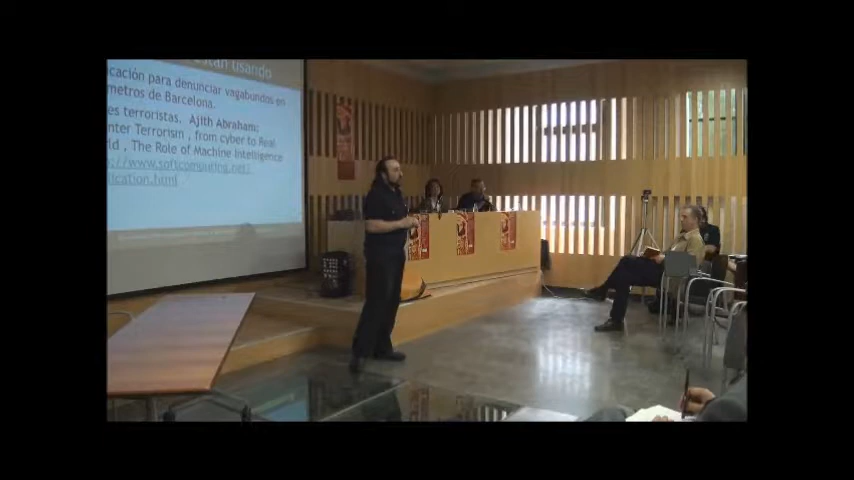 están usando
cación para denunciar vagabundos en
metros de Barcelona.
es terroristas. Ajith Abraham;
nter Terrorism , from cyber to Real
ld , The Role of Machine Intelligence
://www.softcomputing.net/
ication.html